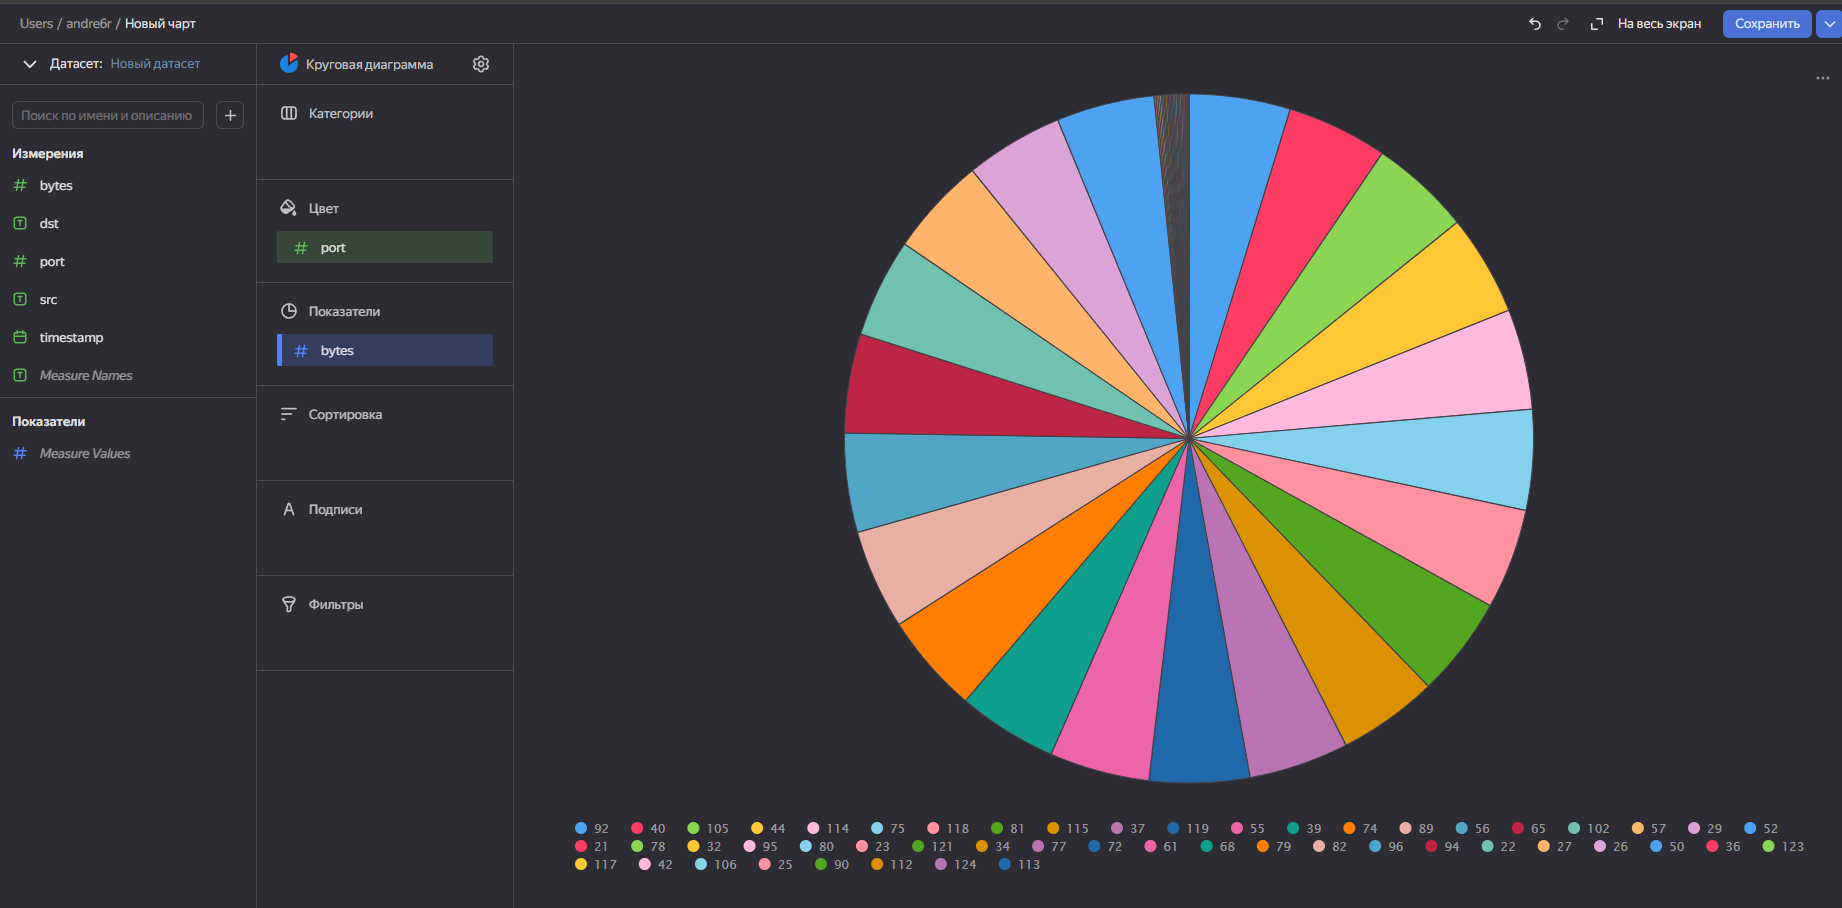 Users / andre6r / Новый чарт
На весь экран
Сохранить
Датасет: Новый датасет
Поиск по имени и описанию
Измерения
bytes
dst
port
src
timestamp
Measure Names
Показатели
Measure Values
Круговая диаграмма
Категории
Цвет
port
Показатели
bytes
Сортировка
Подписи
Фильтры
92 40 105 44 114 75 118 81 115 37 119 55 39 74 89 56 65 102 57 29 52
21 78 32 95 80 23 121 34 77 72 61 68 79 82 96 94 22 27 26 50 36 123
117 42 106 25 90 112 124 113